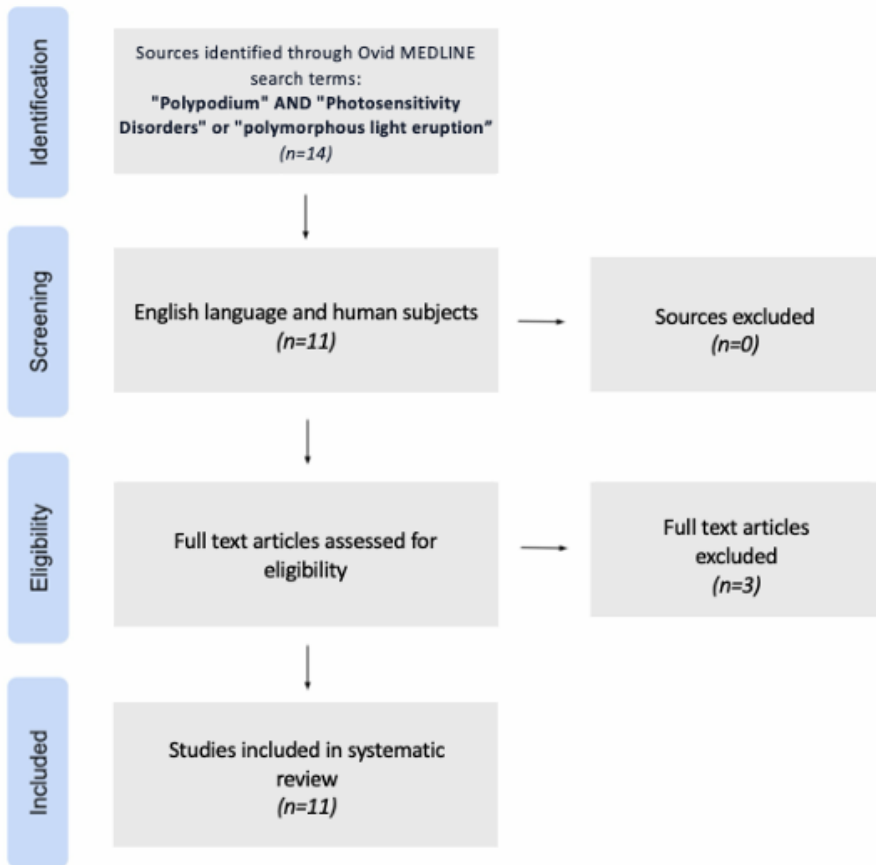 Identification
Sources identified through Ovid MEDLINE
search terms:
"Polypodium" AND "Photosensitivity
Disorders" or "polymorphous light eruption”
(n=14)
Screening
English language and human subjects
(n=11)
Sources excluded
(n=0)
Eligibility
Full text articles assessed for
eligibility
Full text articles
excluded
(n=3)
Included
Studies included in systematic
review
(n=11)